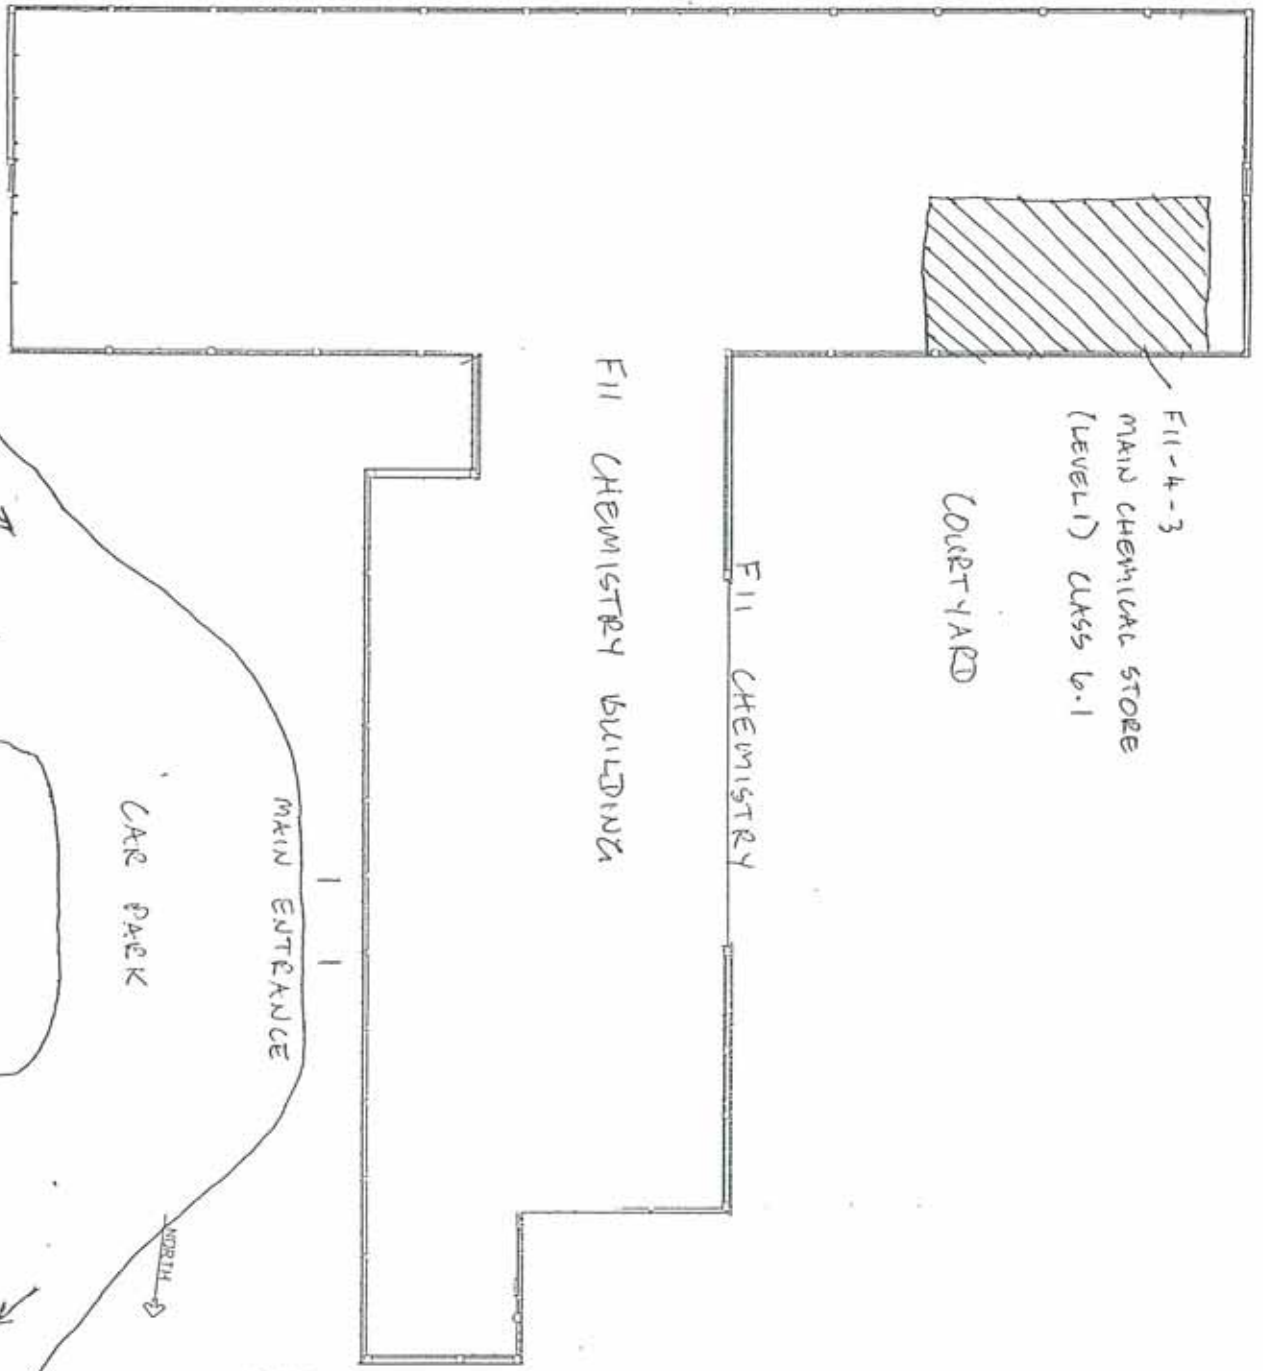 F11-4-3
MAIN CHEMICAL STORE
(LEVEL 1) CLASS 6.1
COURTYARD
F11 CHEMISTRY
F11 CHEMISTRY BUILDING
MAIN ENTRANCE
CAR PARK
NORTH